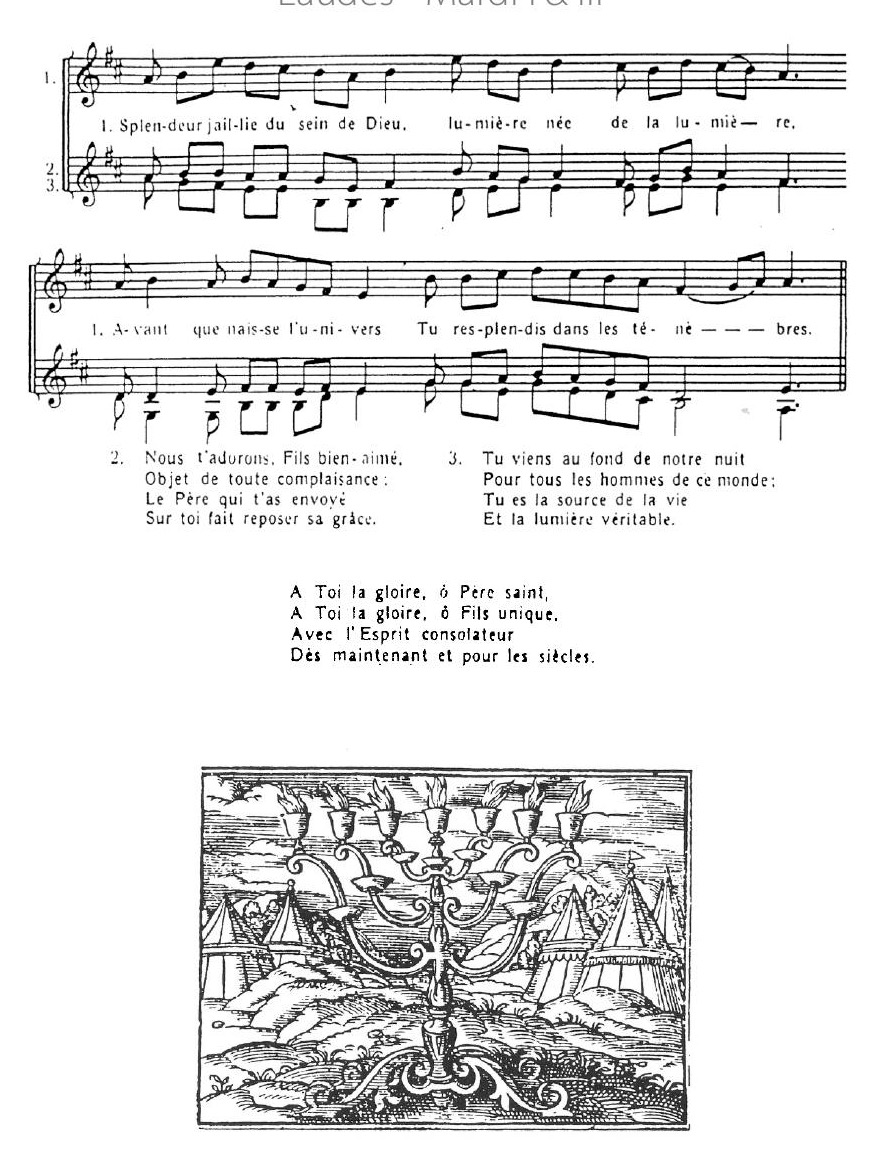 Laudes - Mardi I & III
1.
1. Splen-deur jail-lie du sein de Dieu, lu-miè-re née de la lu-miè— re,
2.
3.
1. A-vant que nais-se l'u-ni-vers Tu res-plen-dis dans les té-nè — — — bres.
2. Nous t'adorons, Fils bien-aimé,
Objet de toute complaisance ;
Le Père qui t'as envoyé
Sur toi fait reposer sa grâce.
3. Tu viens au fond de notre nuit
Pour tous les hommes de ce monde;
Tu es la source de la vie
Et la lumière véritable.
A Toi la gloire, ô Père saint,
A Toi la gloire, ô Fils unique,
Avec l'Esprit consolateur
Dès maintenant et pour les siècles.